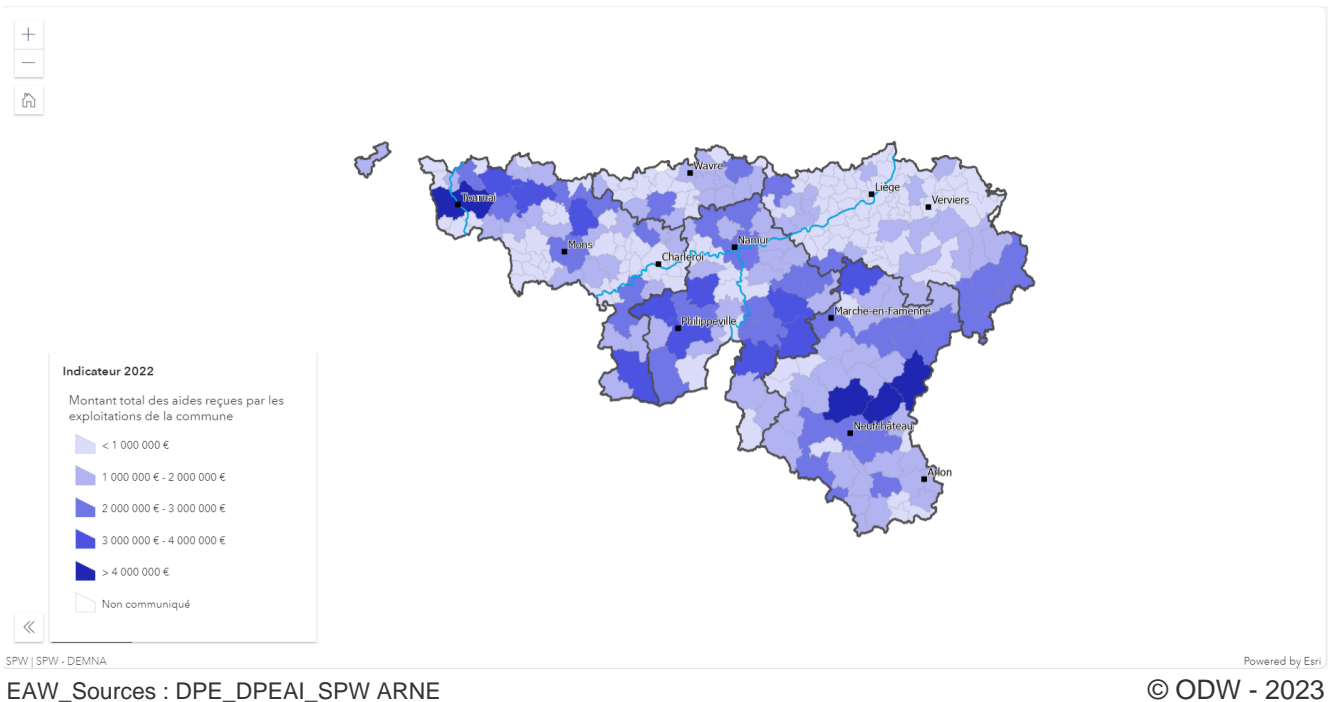 Wavre
Liège
Tournai
Verviers
Mons
Namur
Charleroi
Marche-en-Famenne
Philippeville
Neufchâteau
Arlon
Indicateur 2022
Montant total des aides reçues par les
exploitations de la commune
< 1 000 000 €
1 000 000 € - 2 000 000 €
2 000 000 € - 3 000 000 €
3 000 000 € - 4 000 000 €
> 4 000 000 €
Non communiqué
SPW | SPW - DEMNA
Powered by Esri
EAW_Sources : DPE_DPEAI_SPW ARNE
© ODW - 2023